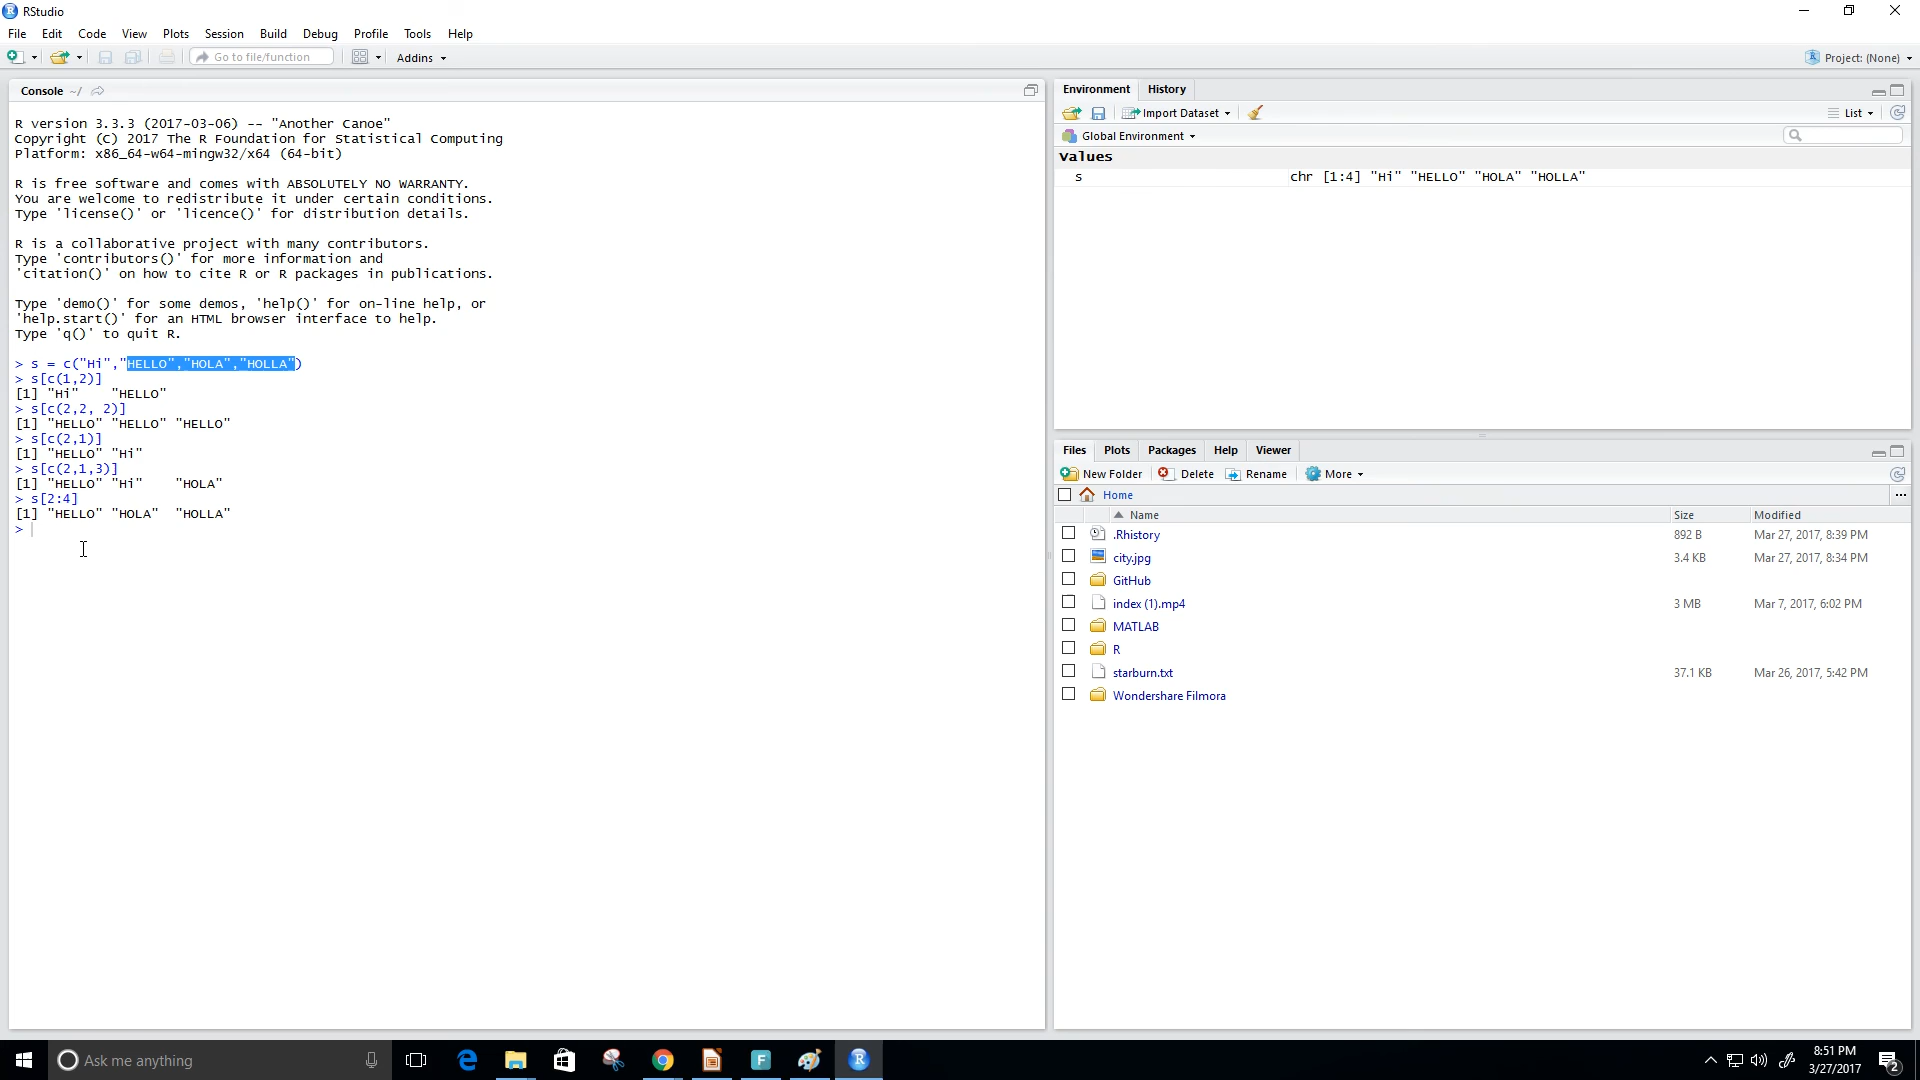 RStudio
File Edit Code View Plots Session Build Debug Profile Tools Help
Go to file/function Addins Project: (None)
Console ~/
R version 3.3.3 (2017-03-06) -- "Another Canoe"
Copyright (C) 2017 The R Foundation for Statistical Computing
Platform: x86_64-w64-mingw32/x64 (64-bit)
R is free software and comes with ABSOLUTELY NO WARRANTY.
You are welcome to redistribute it under certain conditions.
Type 'license()' or 'licence()' for distribution details.
R is a collaborative project with many contributors.
Type 'contributors()' for more information and
'citation()' on how to cite R or R packages in publications.
Type 'demo()' for some demos, 'help()' for on-line help, or
'help.start()' for an HTML browser interface to help.
Type 'q()' to quit R.
> s = c("Hi","HELLO","HOLA","HOLLA")
> s[c(1,2)]
[1] "Hi"    "HELLO"
> s[c(2,2, 2)]
[1] "HELLO" "HELLO" "HELLO"
> s[c(2,1)]
[1] "HELLO" "Hi"
> s[c(2,1,3)]
[1] "HELLO" "Hi"    "HOLA"
> s[2:4]
[1] "HELLO" "HOLA"  "HOLLA"
>
Environment History
Import Dataset List
Global Environment
Values
s chr [1:4] "Hi" "HELLO" "HOLA" "HOLLA"
Files Plots Packages Help Viewer
New Folder Delete Rename More
Home ...
Name Size Modified
.Rhistory 892 B Mar 27, 2017, 8:39 PM
city.jpg 3.4 KB Mar 27, 2017, 8:34 PM
GitHub
index (1).mp4 3 MB Mar 7, 2017, 6:02 PM
MATLAB
R
starburn.txt 37.1 KB Mar 26, 2017, 5:42 PM
Wondershare Filmora
Ask me anything
8:51 PM
3/27/2017
2